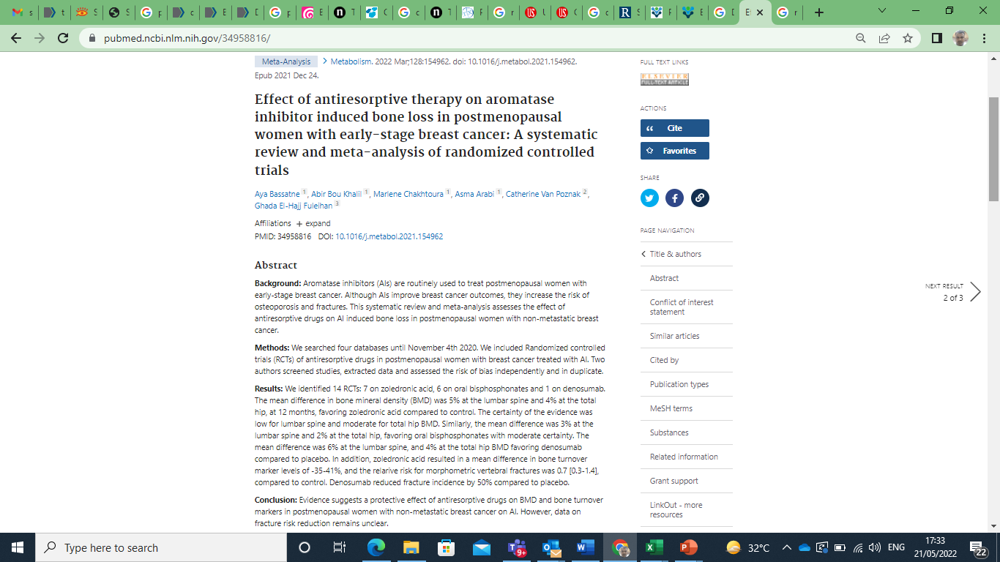 pubmed.ncbi.nlm.nih.gov/34958816/
Meta-Analysis > Metabolism. 2022 Mar;128:154962. doi: 10.1016/j.metabol.2021.154962.
Epub 2021 Dec 24.
Effect of antiresorptive therapy on aromatase
inhibitor induced bone loss in postmenopausal
women with early-stage breast cancer: A systematic
review and meta-analysis of randomized controlled
trials
Aya Bassatne 1, Abir Bou Khalil 1, Marlene Chakhtoura 1, Asma Arabi 1, Catherine Van Poznak 2,
Ghada El-Hajj Fuleihan 3
Affiliations + expand
PMID: 34958816 DOI: 10.1016/j.metabol.2021.154962
Abstract
Background: Aromatase inhibitors (AIs) are routinely used to treat postmenopausal women with
early-stage breast cancer. Although AIs improve breast cancer outcomes, they increase the risk of
osteoporosis and fractures. This systematic review and meta-analysis assesses the effect of
antiresorptive drugs on AI induced bone loss in postmenopausal women with non-metastatic breast
cancer.
Methods: We searched four databases until November 4th 2020. We included Randomized controlled
trials (RCTs) of antiresorptive drugs in postmenopausal women with breast cancer treated with AI. Two
authors screened studies, extracted data and assessed the risk of bias independently and in duplicate.
Results: We identified 14 RCTs: 7 on zoledronic acid, 6 on oral bisphosphonates and 1 on denosumab.
The mean difference in bone mineral density (BMD) was 5% at the lumbar spine and 4% at the total
hip, at 12 months, favoring zoledronic acid compared to control. The certainty of the evidence was
low for lumbar spine and moderate for total hip BMD. Similarly, the mean difference was 3% at the
lumbar spine and 2% at the total hip, favoring oral bisphosphonates with moderate certainty. The
mean difference was 6% at the lumbar spine, and 4% at the total hip BMD favoring denosumab
compared to placebo. In addition, zoledronic acid resulted in a mean difference in bone turnover
marker levels of -35-41%, and the relarive risk for morphometric vertebral fractures was 0.7 [0.3-1.4],
compared to control. Denosumab reduced fracture incidence by 50% compared to placebo.
Conclusion: Evidence suggests a protective effect of antiresorptive drugs on BMD and bone turnover
markers in postmenopausal women with non-metastatic breast cancer on AI. However, data on
fracture risk reduction remains unclear.
FULL TEXT LINKS
ELSEVIER
FULL-TEXT ARTICLE
ACTIONS
Cite
Favorites
SHARE
PAGE NAVIGATION
Title & authors
Abstract
Conflict of interest
statement
Similar articles
Cited by
Publication types
MeSH terms
Substances
Related information
Grant support
LinkOut - more
resources
NEXT RESULT
2 of 3
Type here to search
9+
32°C
ENG
17:33
21/05/2022
22